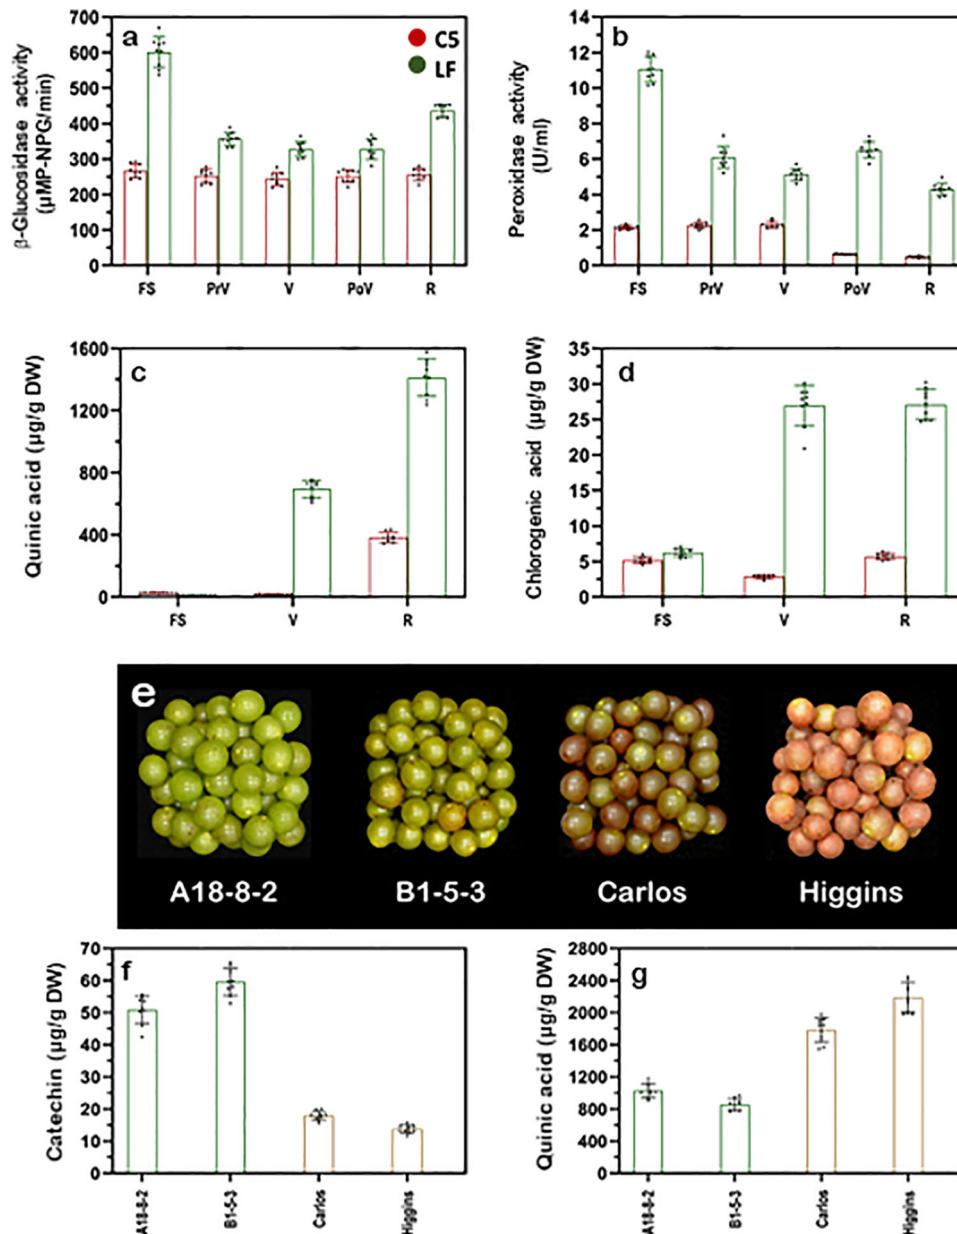 a
β-Glucosidase activity
(μMP-NPG/min)
700
600
500
400
300
200
100
0
C5
LF
FS
PrV
V
PoV
R
b
Peroxidase activity
(U/ml)
14
12
10
8
6
4
2
0
FS
PrV
V
PoV
R
c
Quinic acid (μg/g DW)
1600
1200
800
400
0
FS
V
R
d
Chlorogenic acid (μg/g DW)
35
30
25
20
15
10
5
0
FS
V
R
e
A18-8-2
B1-5-3
Carlos
Higgins
f
Catechin (μg/g DW)
70
60
50
40
30
20
10
0
A18-8-2
B1-5-3
Carlos
Higgins
g
Quinic acid (μg/g DW)
2800
2400
2000
1600
1200
800
400
0
A18-8-2
B1-5-3
Carlos
Higgins